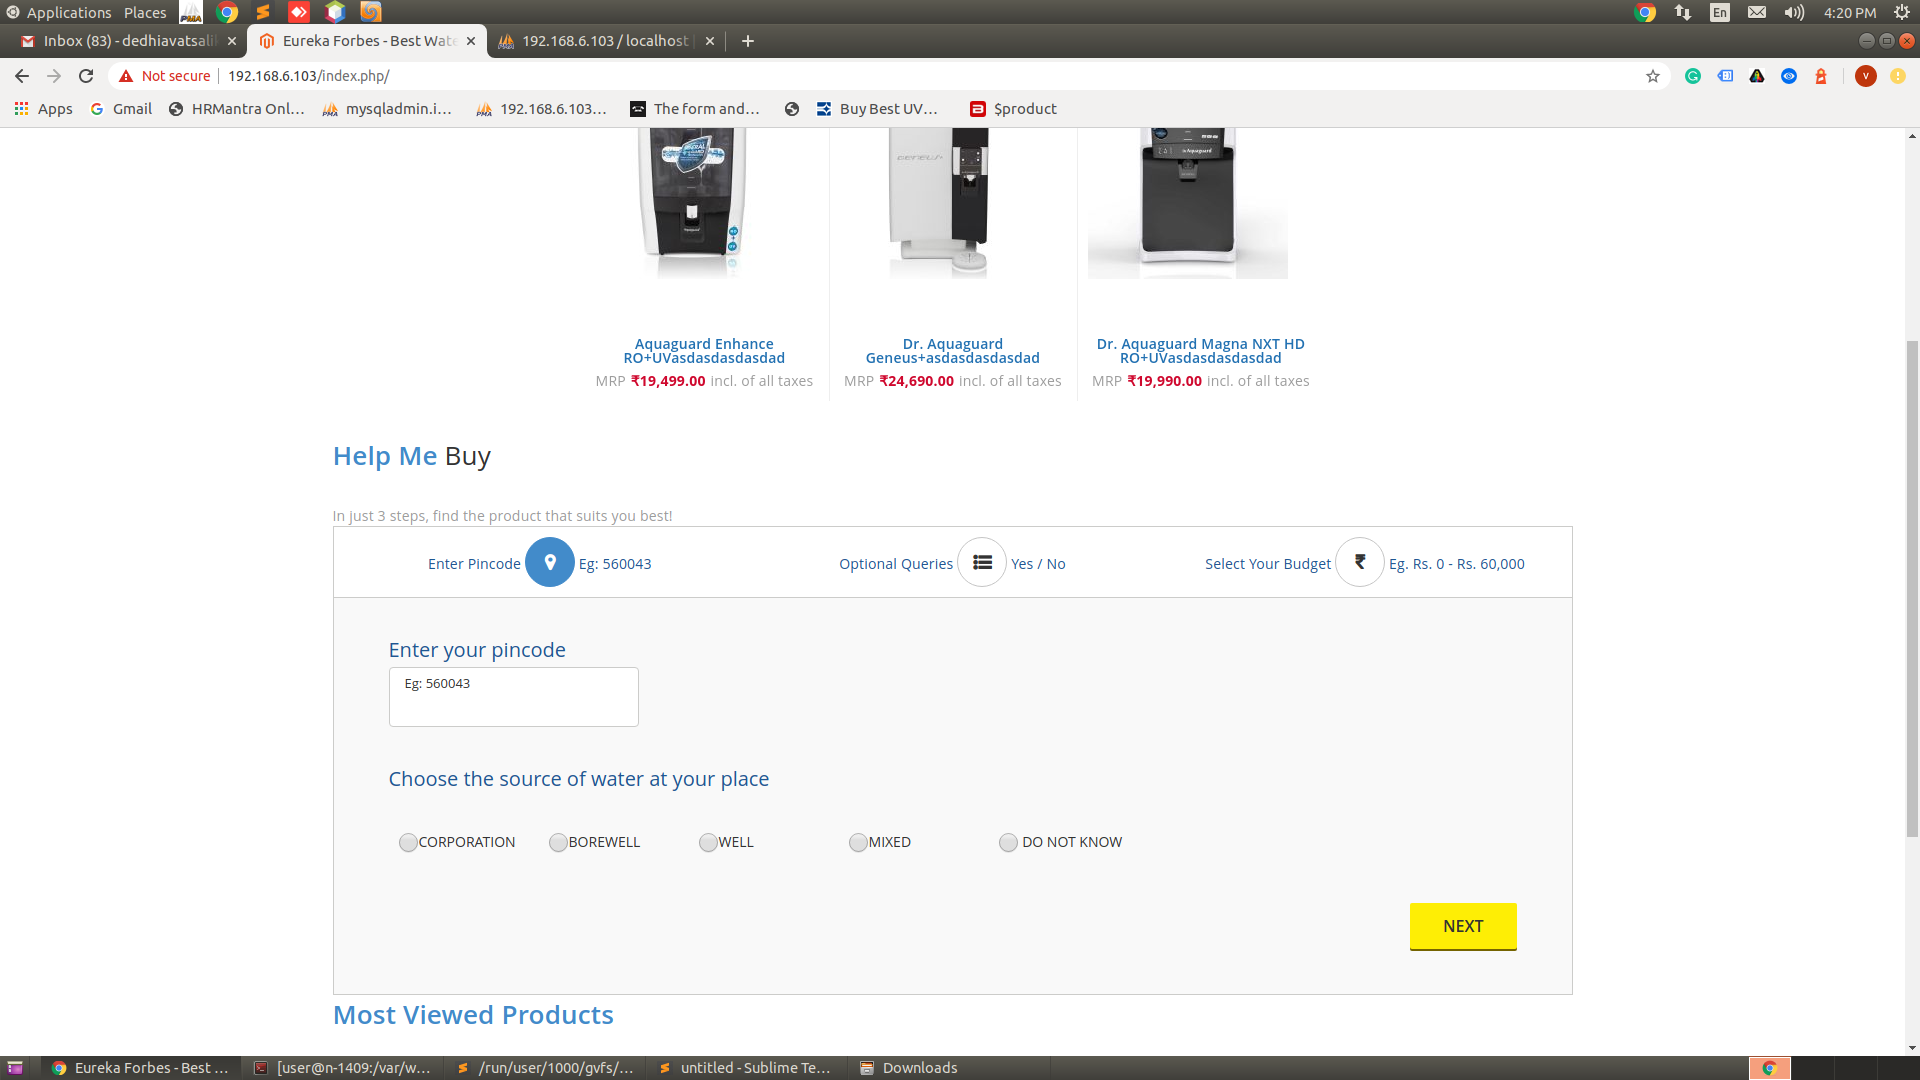 Applications Places 4:20 PM
En
Inbox (83) - dedhiavatsali
Eureka Forbes - Best Wate
192.168.6.103 / localhost
Not secure 192.168.6.103/index.php/
V
Apps Gmail HRMantra Onl... mysqladmin.i... 192.168.6.103... The form and... Buy Best UV... $product
Aquaguard Enhance
RO+UVasdasdasdasdad
MRP ₹19,499.00 incl. of all taxes
Dr. Aquaguard
Geneus+asdasdasdasdad
MRP ₹24,690.00 incl. of all taxes
Dr. Aquaguard Magna NXT HD
RO+UVasdasdasdasdad
MRP ₹19,990.00 incl. of all taxes
Help Me Buy
In just 3 steps, find the product that suits you best!
Enter Pincode Eg: 560043
Optional Queries Yes / No
Select Your Budget ₹ Eg. Rs. 0 - Rs. 60,000
Enter your pincode
Eg: 560043
Choose the source of water at your place
CORPORATION BOREWELL WELL MIXED DO NOT KNOW
NEXT
Most Viewed Products
Eureka Forbes - Best ... [user@n-1409:/var/w... /run/user/1000/gvfs/... untitled - Sublime Te... Downloads